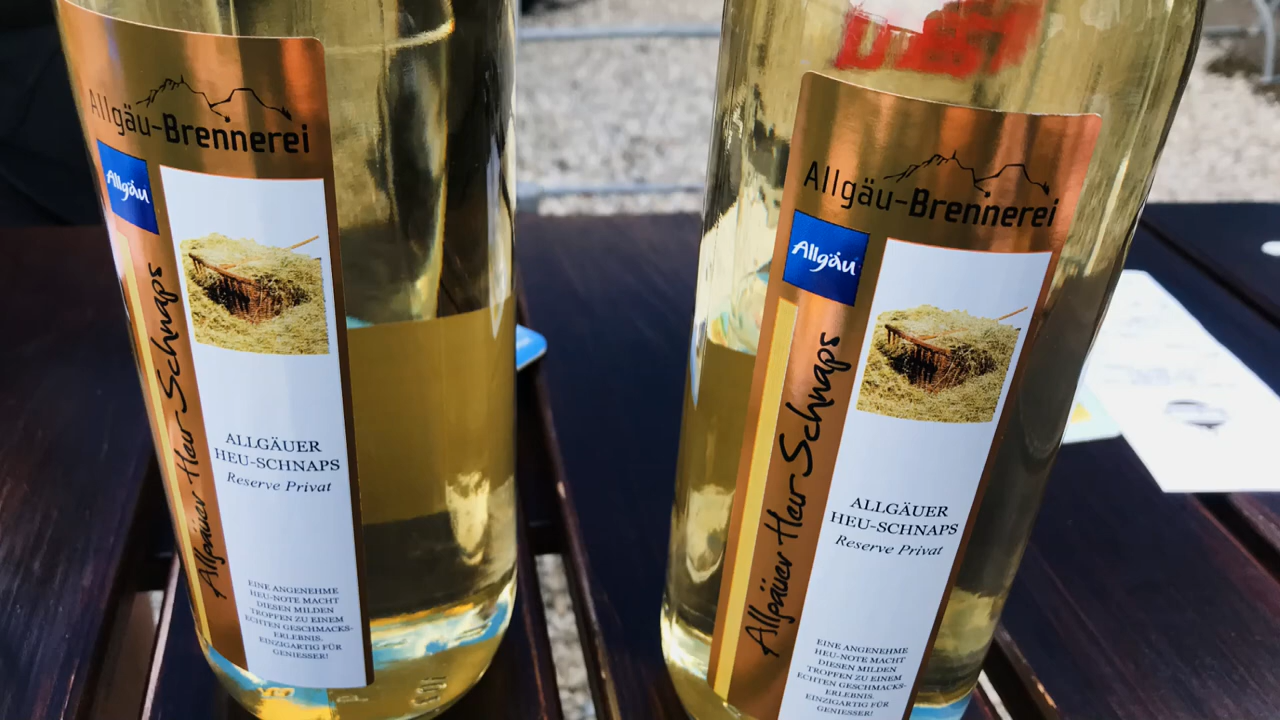 Allgäu-Brennerei
Allgäu
Allgäuer Heu Schnaps
ALLGÄUER
HEU-SCHNAPS
Reserve Privat
EINE ANGENEHME
HEU-NOTE MACHT
DIESEN MILDEN
TROPFEN ZU EINEM
ECHTEN GESCHMACKS-
ERLEBNIS.
EINZIGARTIG FÜR
GENIESSER!
Allgäu-Brennerei
Allgäu
Allgäuer Heu Schnaps
ALLGÄUER
HEU-SCHNAPS
Reserve Privat
EINE ANGENEHME
HEU-NOTE MACHT
DIESEN MILDEN
TROPFEN ZU EINEM
ECHTEN GESCHMACKS-
ERLEBNIS.
EINZIGARTIG FÜR
GENIESSER!